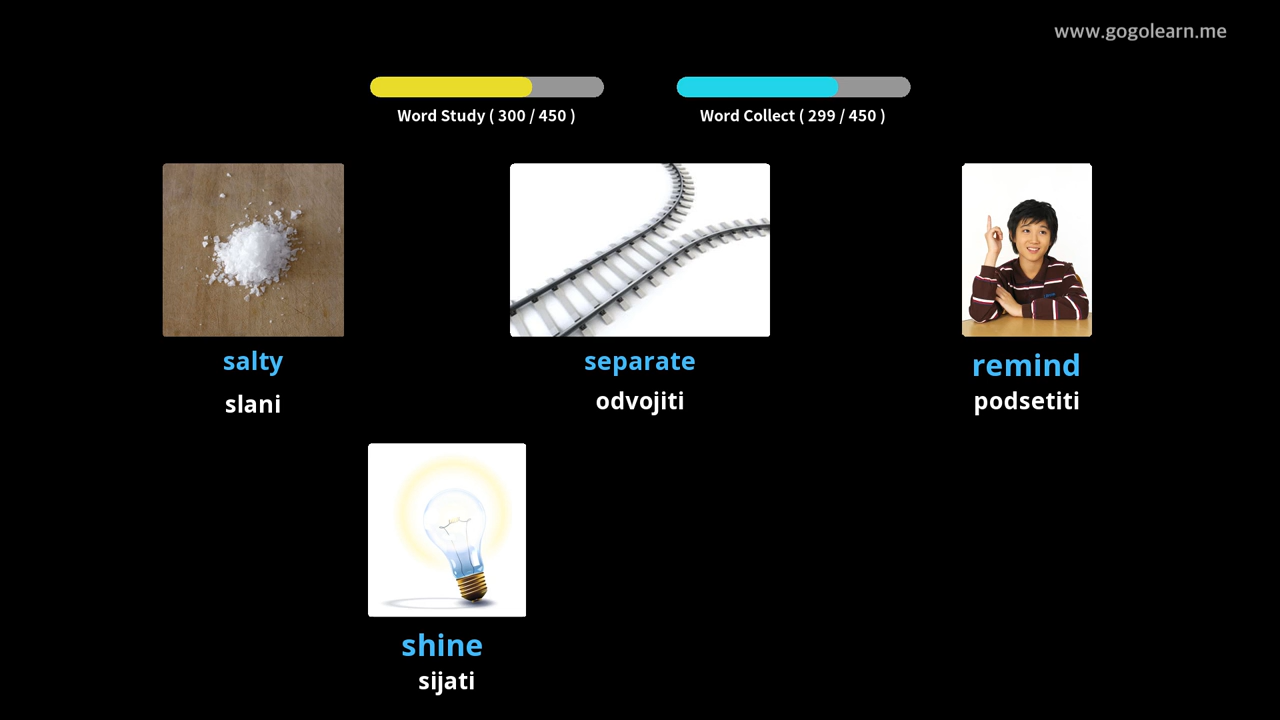 www.gogolearn.me
Word Study ( 300 / 450 )
Word Collect ( 299 / 450 )
salty
separate
remind
slani
odvojiti
podsetiti
shine
sijati